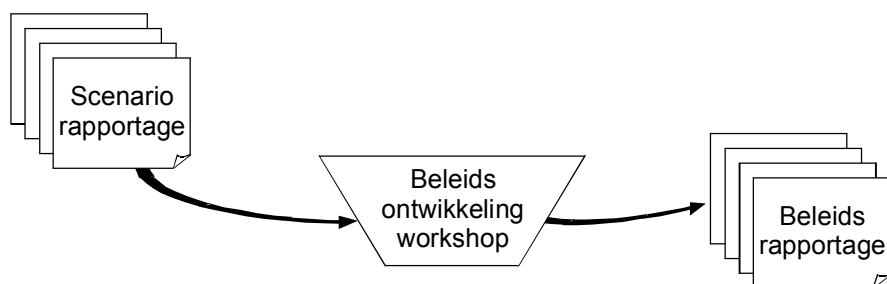 Scenario
rapportage
Beleids
ontwikkeling
workshop
Beleids
rapportage